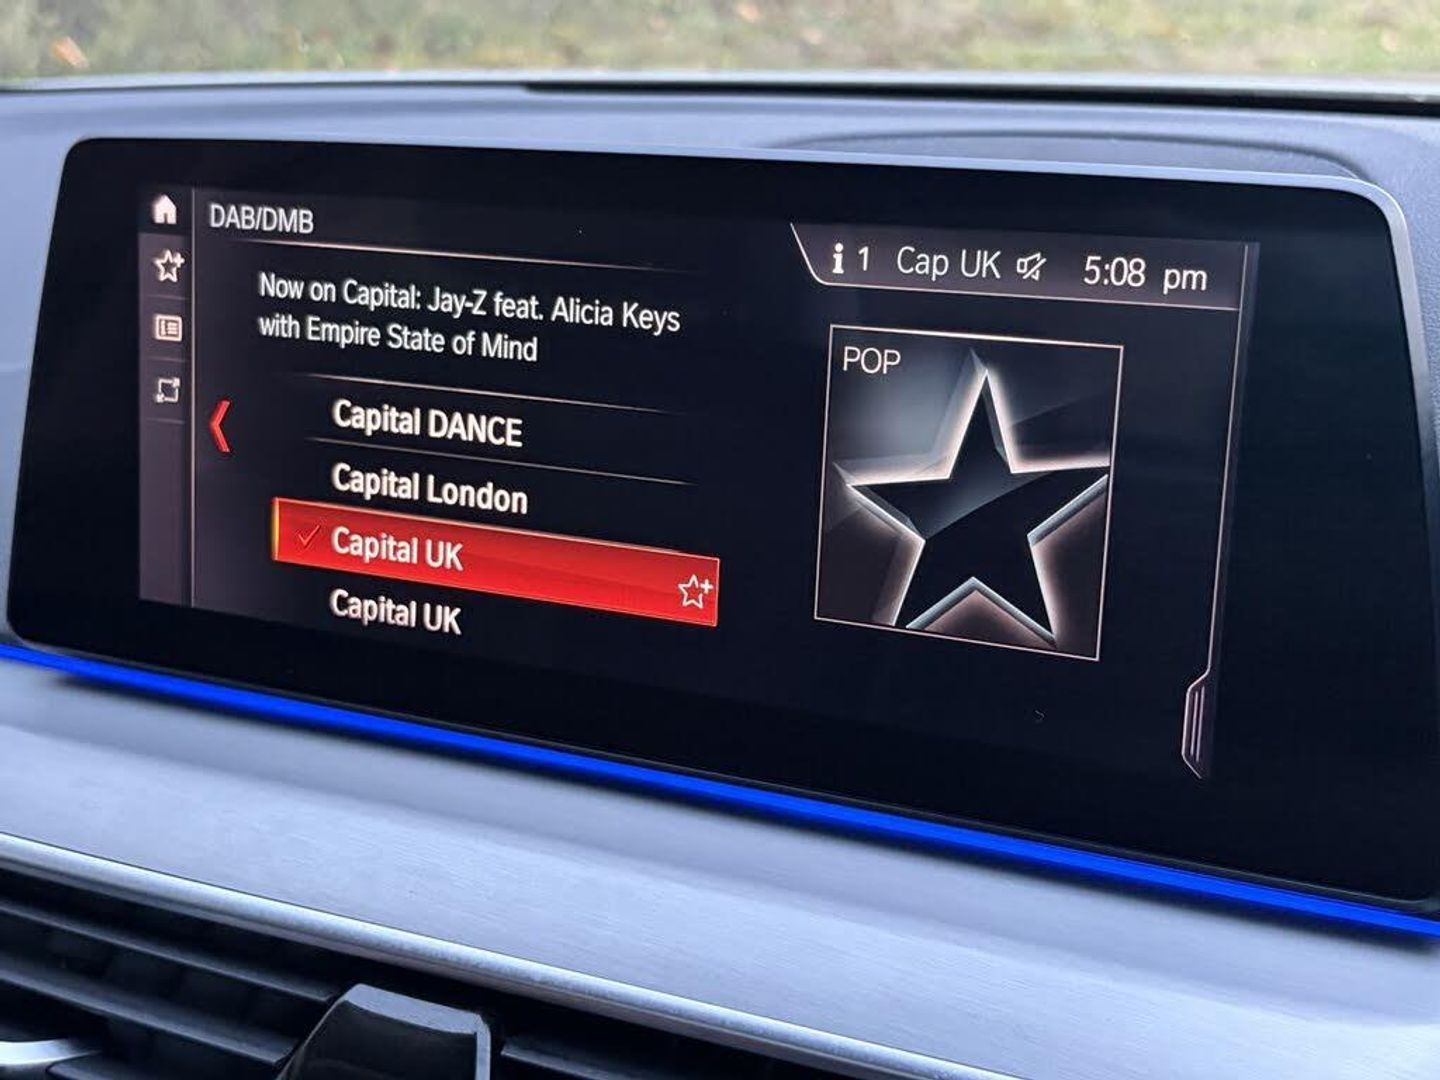 DAB/DMB
1 Cap UK 5:08 pm
Now on Capital: Jay-Z feat. Alicia Keys
with Empire State of Mind
Capital DANCE
Capital London
Capital UK
Capital UK
POP